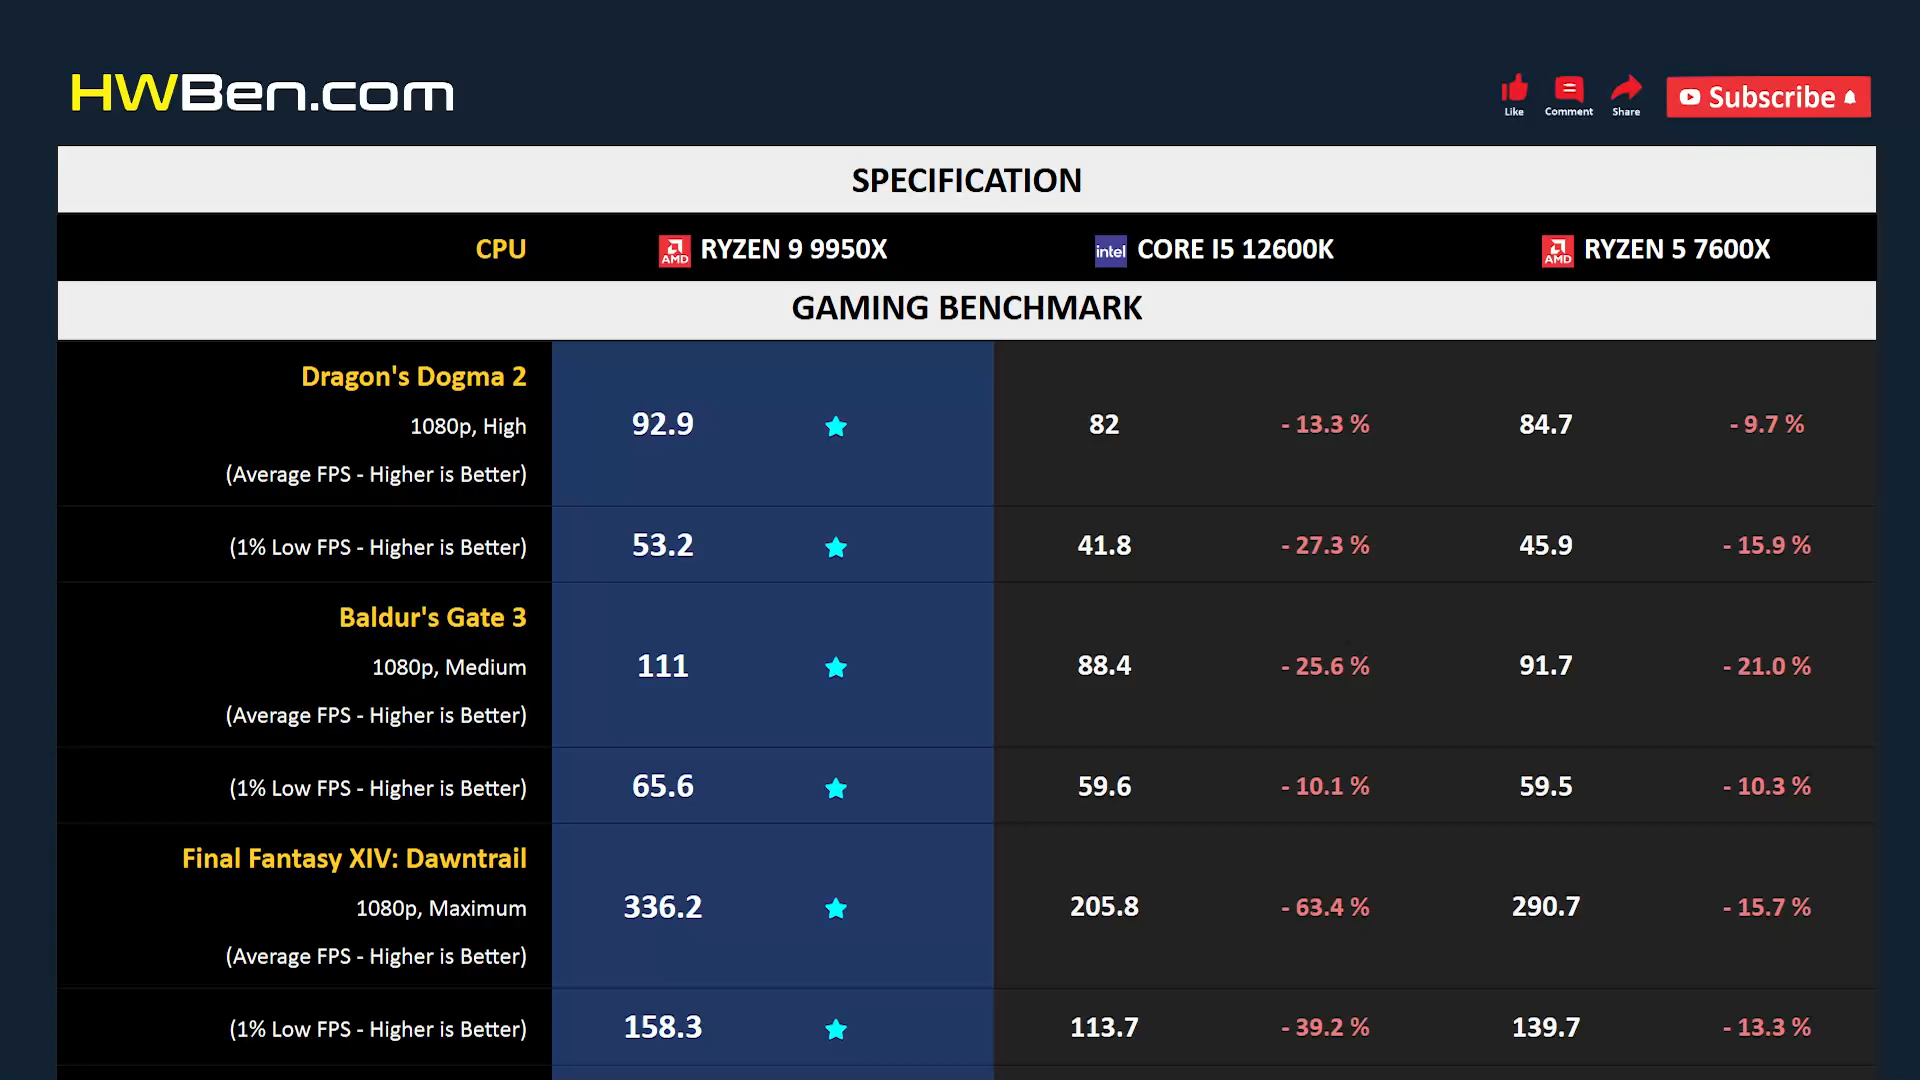 HWBen.com
Like Comment Share Subscribe
SPECIFICATION
CPU AMD RYZEN 9 9950X intel CORE I5 12600K AMD RYZEN 5 7600X
GAMING BENCHMARK
Dragon's Dogma 2
1080p, High 92.9 82 - 13.3 % 84.7 - 9.7 %
(Average FPS - Higher is Better)
(1% Low FPS - Higher is Better) 53.2 41.8 - 27.3 % 45.9 - 15.9 %
Baldur's Gate 3
1080p, Medium 111 88.4 - 25.6 % 91.7 - 21.0 %
(Average FPS - Higher is Better)
(1% Low FPS - Higher is Better) 65.6 59.6 - 10.1 % 59.5 - 10.3 %
Final Fantasy XIV: Dawntrail
1080p, Maximum 336.2 205.8 - 63.4 % 290.7 - 15.7 %
(Average FPS - Higher is Better)
(1% Low FPS - Higher is Better) 158.3 113.7 - 39.2 % 139.7 - 13.3 %